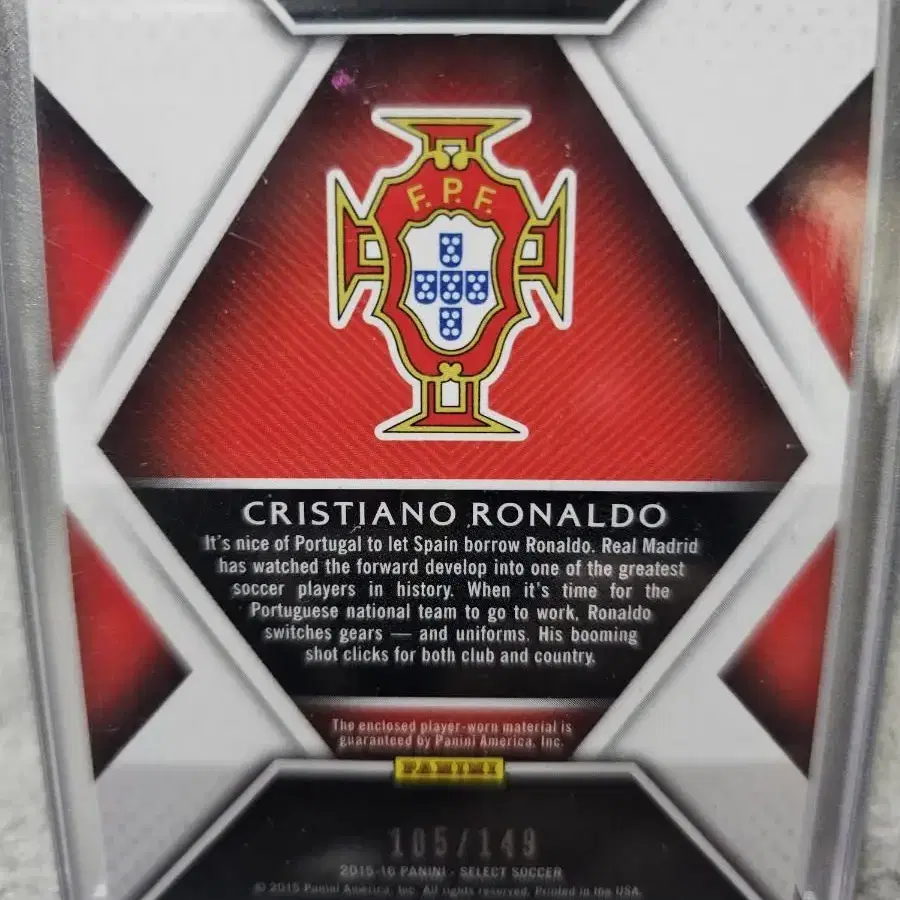 F.P.F.
CRISTIANO RONALDO
It's nice of Portugal to let Spain borrow Ronaldo. Real Madrid
has watched the forward develop into one of the greatest
soccer players in history. When it's time for the
Portuguese national team to go to work, Ronaldo
switches gears — and uniforms. His booming
shot clicks for both club and country.
The enclosed player-worn material is
guaranteed by Panini America, Inc.
PANINI
105/149
2015-16 PANINI - SELECT SOCCER
© 2015 Panini America, Inc. All rights reserved. Printed in the USA.